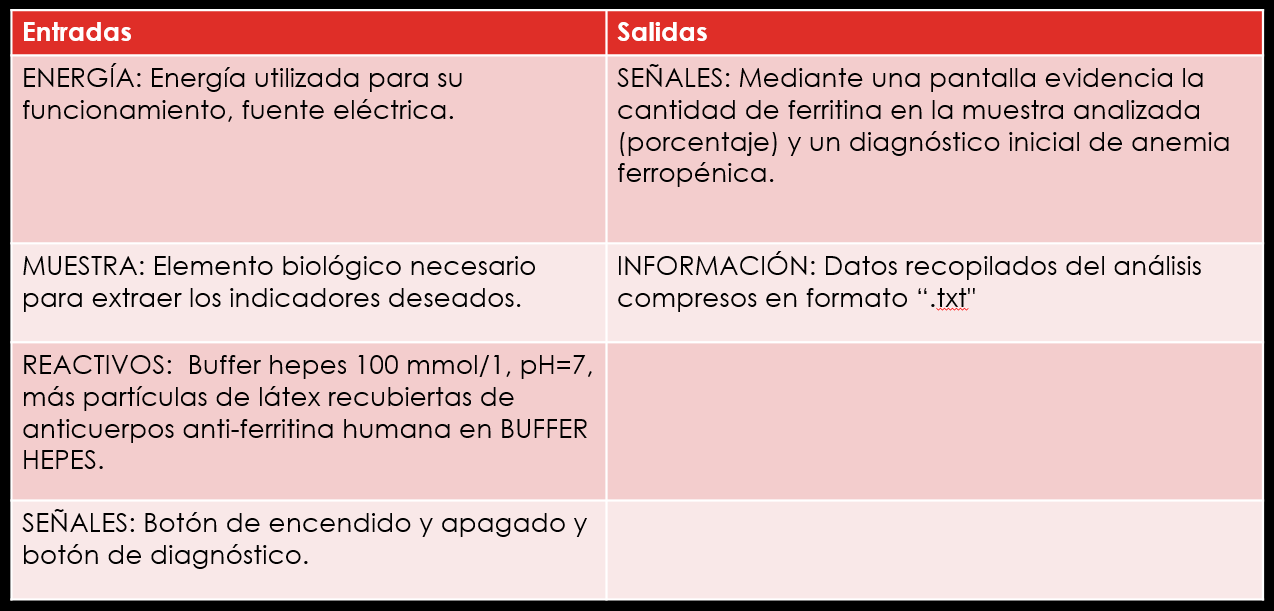 Entradas
Salidas
ENERGÍA: Energía utilizada para su
funcionamiento, fuente eléctrica.
SEÑALES: Mediante una pantalla evidencia la
cantidad de ferritina en la muestra analizada
(porcentaje) y un diagnóstico inicial de anemia
ferropénica.
MUESTRA: Elemento biológico necesario
para extraer los indicadores deseados.
INFORMACIÓN: Datos recopilados del análisis
compresos en formato “.txt"
REACTIVOS:  Buffer hepes 100 mmol/1, pH=7,
más partículas de látex recubiertas de
anticuerpos anti-ferritina humana en BUFFER
HEPES.
SEÑALES: Botón de encendido y apagado y
botón de diagnóstico.